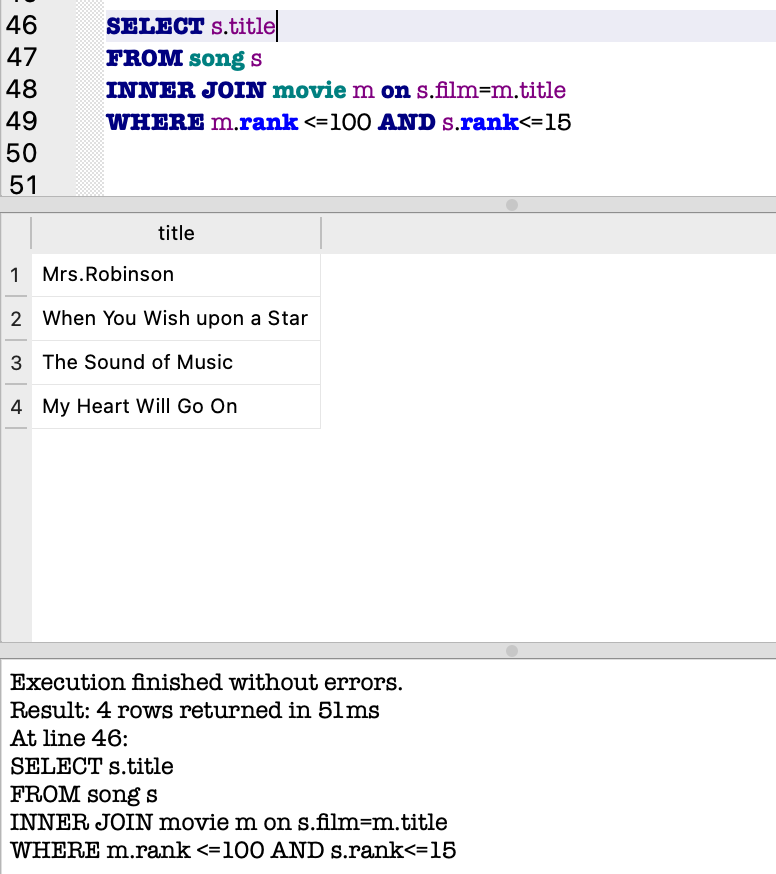 46 SELECT s.title
47 FROM song s
48 INNER JOIN movie m on s.film=m.title
49 WHERE m.rank <=100 AND s.rank<=15
50
51
title
1 Mrs.Robinson
2 When You Wish upon a Star
3 The Sound of Music
4 My Heart Will Go On
Execution finished without errors.
Result: 4 rows returned in 51ms
At line 46:
SELECT s.title
FROM song s
INNER JOIN movie m on s.film=m.title
WHERE m.rank <=100 AND s.rank<=15